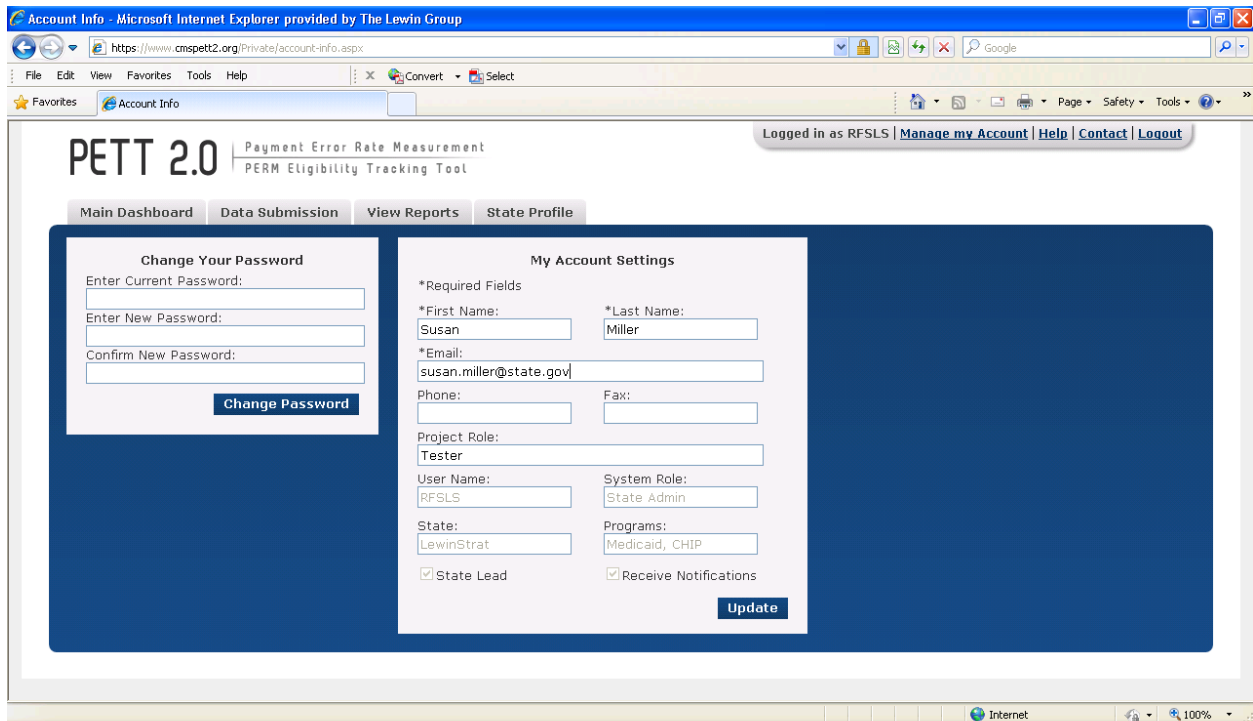 Account Info - Microsoft Internet Explorer provided by The Lewin Group
https://www.cmspett2.org/Private/account-info.aspx
Google
File Edit View Favorites Tools Help
Convert Select
Favorites Account Info
Page Safety Tools
Logged in as RFSLS | Manage my Account | Help | Contact | Logout
PETT 2.0
Payment Error Rate Measurement
PERM Eligibility Tracking Tool
Main Dashboard Data Submission View Reports State Profile
Change Your Password
Enter Current Password:
Enter New Password:
Confirm New Password:
Change Password
My Account Settings
*Required Fields
*First Name: *Last Name:
Susan Miller
*Email:
susan.miller@state.gov
Phone: Fax:
Project Role:
Tester
User Name: System Role:
RFSLS State Admin
State: Programs:
LewinStrat Medicaid, CHIP
State Lead Receive Notifications
Update
Internet 100%